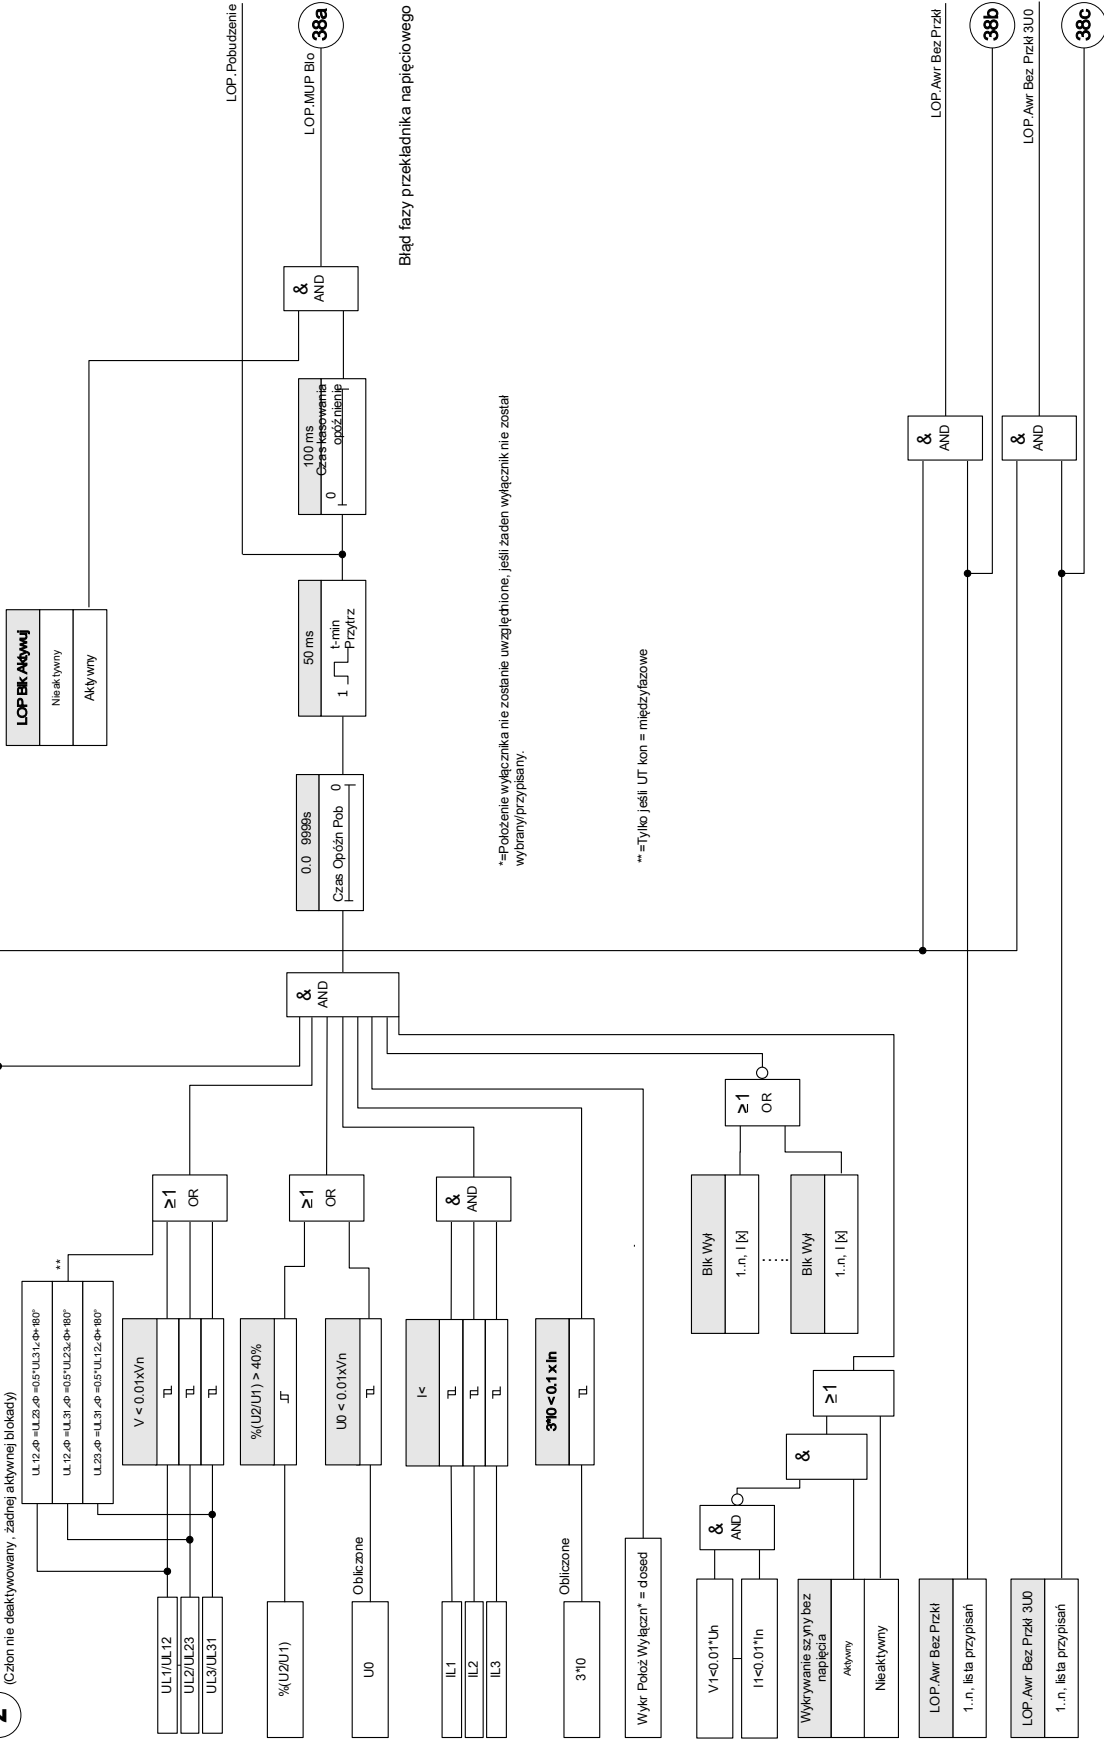 2
(Człon nie deaktywowany, żadnej aktywnej blokady)
LOP Blk Aktywuj
Nieaktywny
Aktywny
LOP.Pobudzenie
LOP.MUP Blo
38a
Błąd fazy przekładnika napięciowego
&
AND
100 ms
Czas kasowania
opóźnienie
0
50 ms
t-min
1
Przytrz
0.0 9999s
Czas Opóźn Pob
0
&
AND
*=Położenie wyłącznika nie zostanie uwzględnione, jeśli żaden wyłącznik nie został
wybrany/przypisany.
**=Tylko jeśli UT kon = międzyfazowe
UL12∠Φ =UL23∠Φ =0.5*UL31∠Φ+180°
UL12∠Φ =UL31∠Φ =0.5*UL23∠Φ+180°
UL23∠Φ =UL31∠Φ =0.5*UL12∠Φ+180°
**
UL1/UL12
UL2/UL23
UL3/UL31
V < 0.01xVn
≥1
OR
%(U2/U1)
%(U2/U1) > 40%
U0
Obliczone
U0 < 0.01xVn
≥1
OR
IL1
IL2
IL3
I<
&
AND
3*I0
Obliczone
3*I0 < 0.1 x In
Wykr Położ Wyłączn* = closed
Blk Wył
1..n, I [x]
Blk Wył
1..n, I [x]
≥1
OR
V1<0.01*Un
I1<0.01*In
&
AND
Wykrywanie szyny bez
napięcia
Aktywny
Nieaktywny
&
≥1
LOP.Awr Bez Przkł
1..n, lista przypisań
&
AND
LOP.Awr Bez Przkł
38b
LOP.Awr Bez Przkł 3U0
1..n, lista przypisań
&
AND
LOP.Awr Bez Przkł 3U0
38c